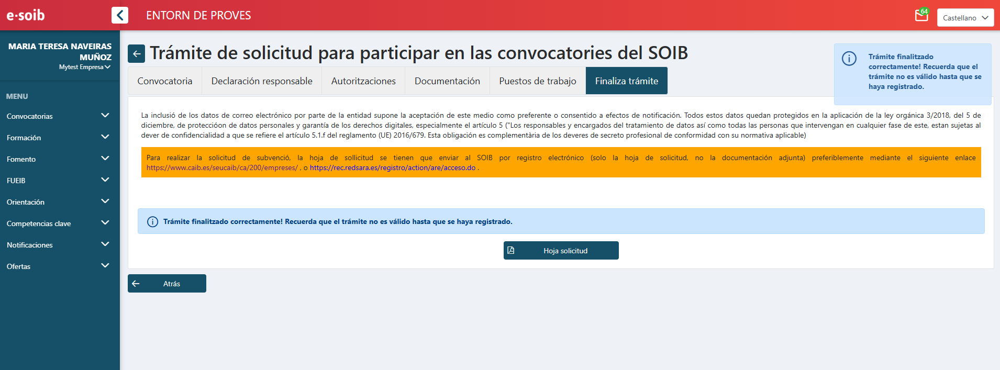 e·soib
ENTORN DE PROVES
64
Castellano
MARIA TERESA NAVEIRAS
MUÑOZ
Mytest Empresa
MENU
Convocatorias
Formación
Fomento
FUEIB
Orientación
Competencias clave
Notificaciones
Ofertas
Trámite de solicitud para participar en las convocatories del SOIB
Trámite finalitzado
correctamente! Recuerda que el
trámite no es válido hasta que se
haya registrado.
Convocatoria
Declaración responsable
Autoritzaciones
Documentación
Puestos de trabajo
Finaliza trámite
La inclusió de los datos de correo electrónico por parte de la entidad supone la aceptación de este medio como preferente o consentido a efectos de notificación. Todos estos datos quedan protegidos en la aplicación de la ley orgánica 3/2018, del 5 de
diciembre, de proteccióon de datos personales y garantía de los derechos digitales, especialmente el artículo 5 ("Los responsables y encargados del tratamiento de datos así como todas las personas que intervengan en cualquier fase de este, estan sujetas al
dever de confidencialidad a que se refiere el artículo 5.1.f del reglamento (UE) 2016/679. Esta obligación es complementària de los deveres de secreto profesional de conformidad con su normativa aplicable)
Para realizar la solicitud de subvenció, la hoja de sollicitud se tienen que enviar al SOIB por registro electrónico (solo la hoja de solicitud, no la documentación adjunta) preferiblemente mediante el siguiente enlace
https://www.caib.es/seucaib/ca/200/empreses/ , o https://rec.redsara.es/registro/action/are/acceso.do .
Trámite finalitzado correctamente! Recuerda que el trámite no es válido hasta que se haya registrado.
Hoja solicitud
Atrás